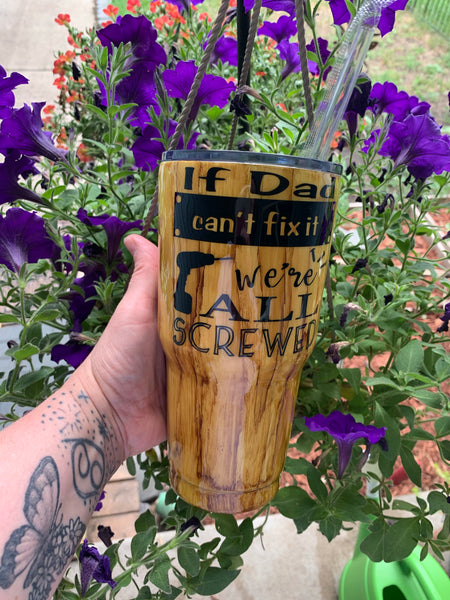 If Dad
can't fix it
We're
ALL
SCREWED